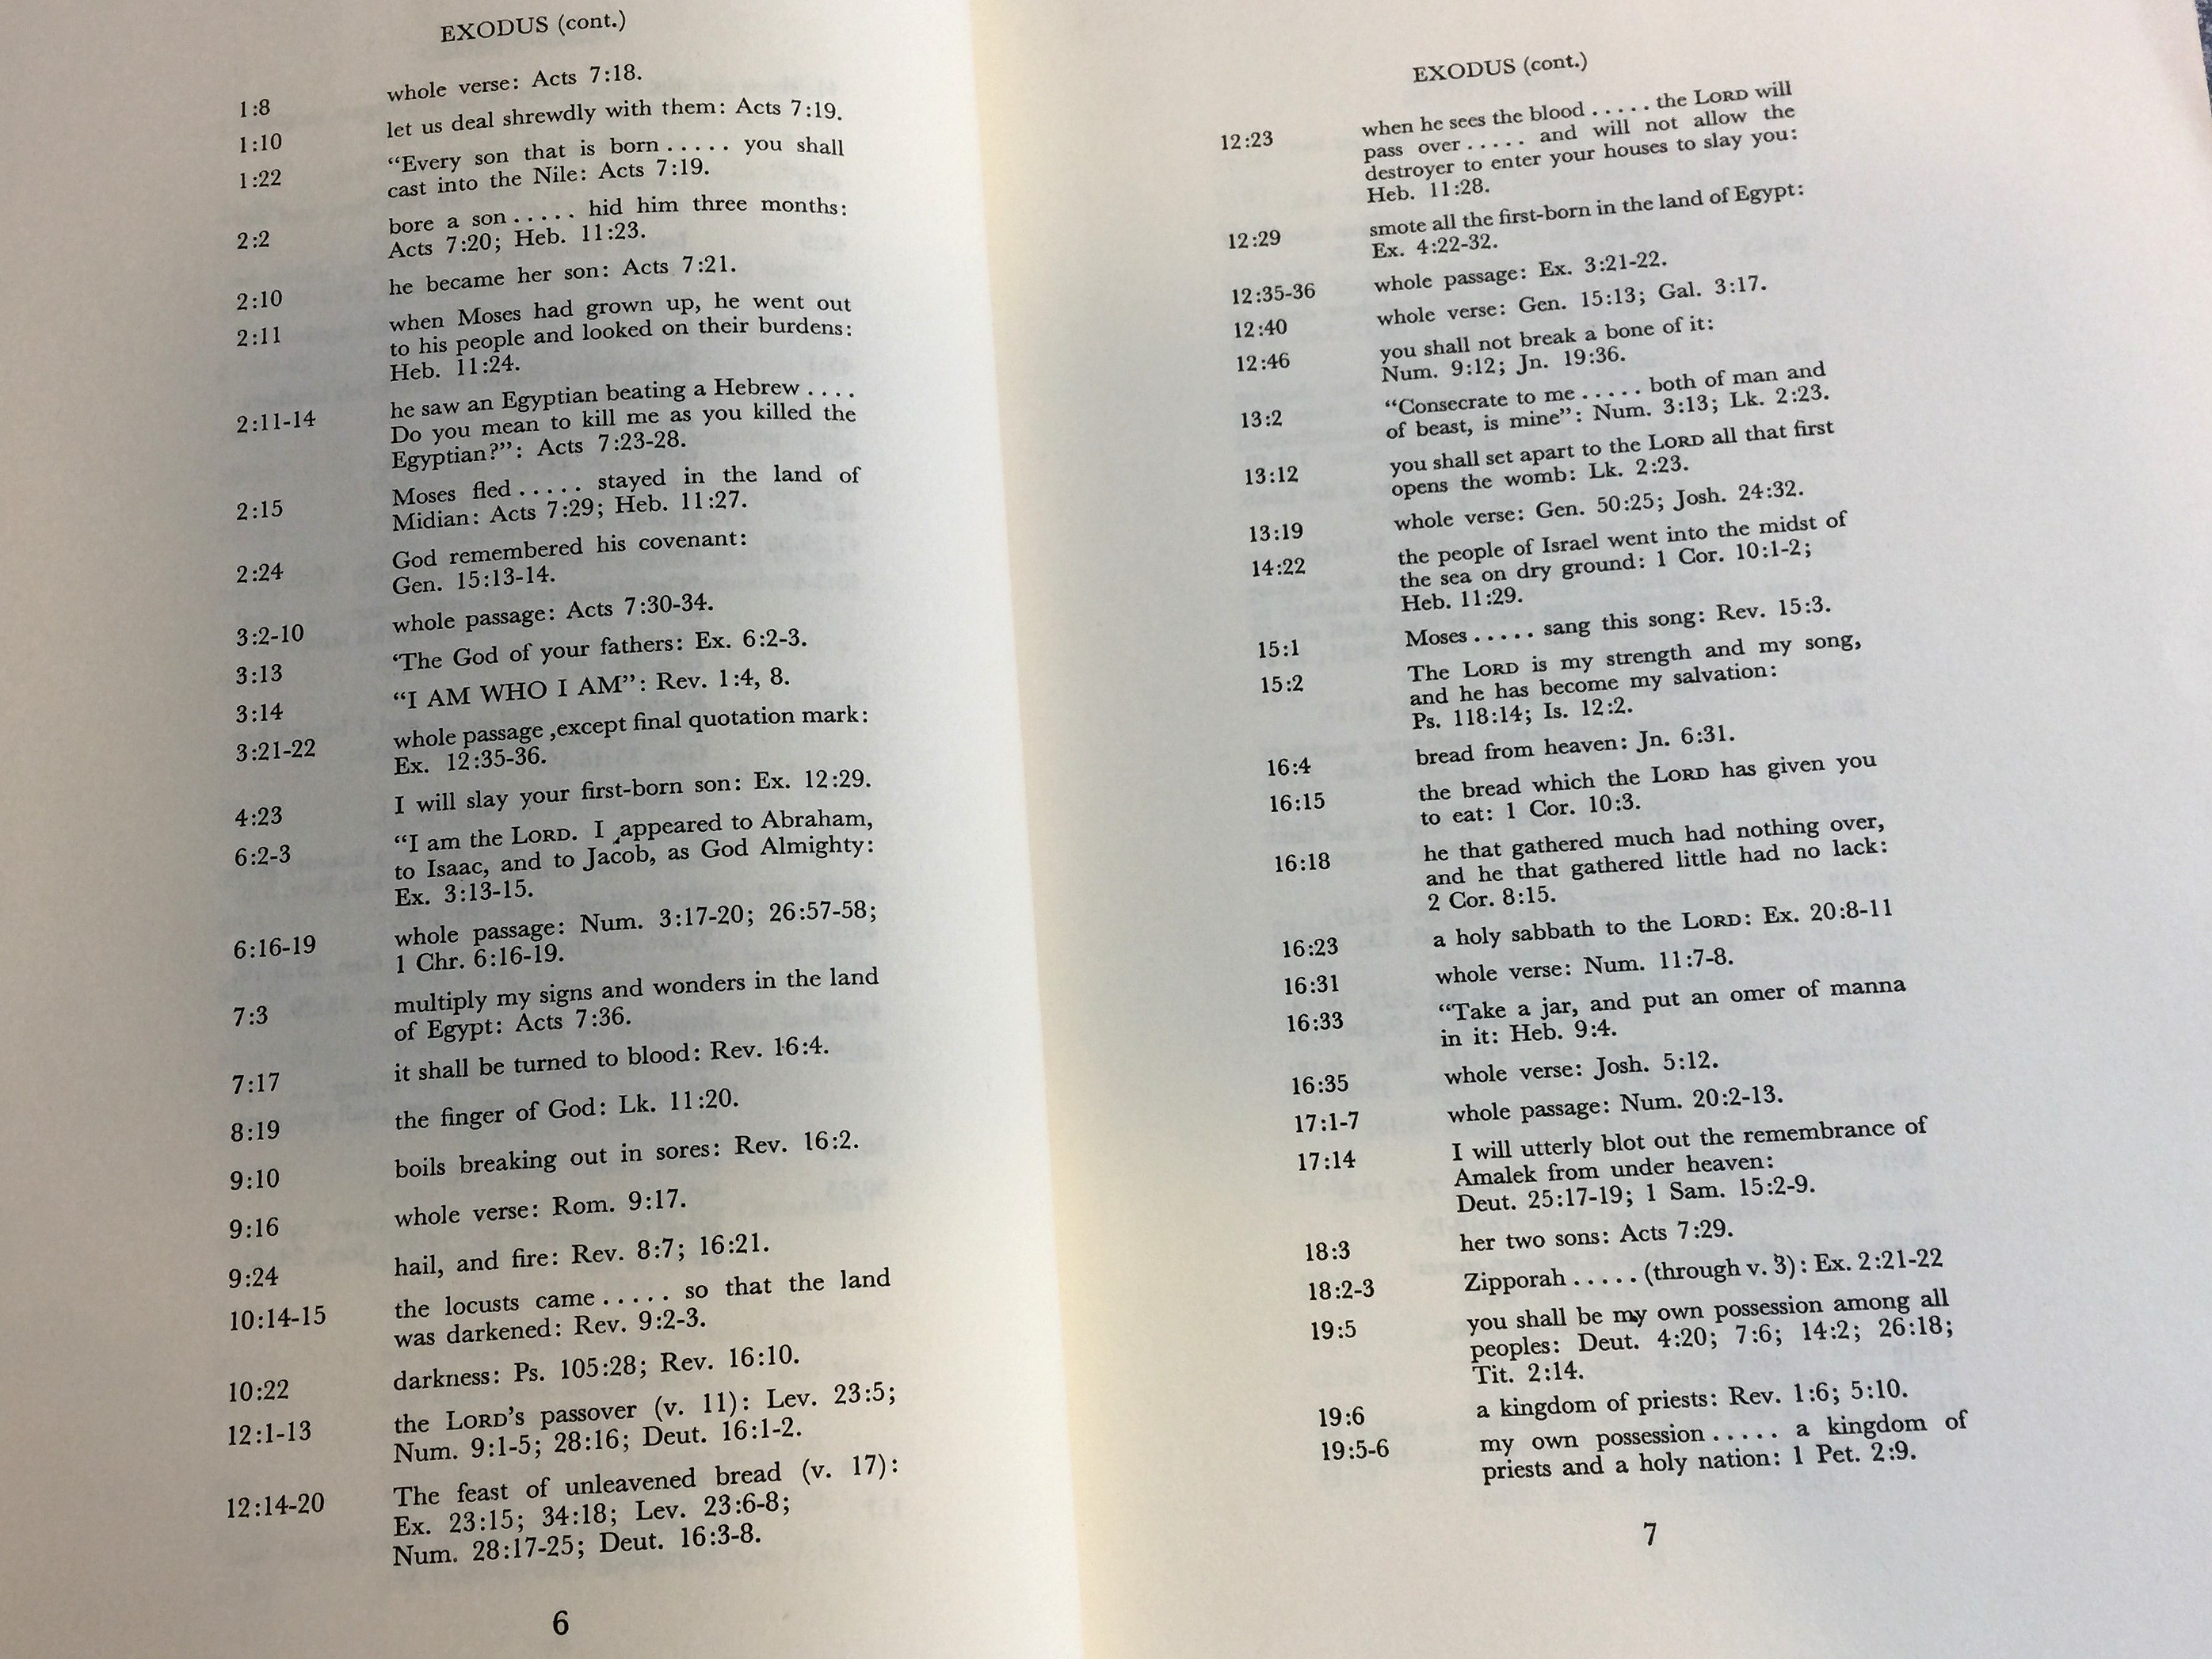 EXODUS (cont.)
1:8 whole verse: Acts 7:18.
1:10 let us deal shrewdly with them: Acts 7:19.
1:22 “Every son that is born ..... you shall
cast into the Nile: Acts 7:19.
2:2 bore a son ..... hid him three months:
Acts 7:20; Heb. 11:23.
2:10 he became her son: Acts 7:21.
2:11 when Moses had grown up, he went out
to his people and looked on their burdens:
Heb. 11:24.
2:11-14 he saw an Egyptian beating a Hebrew ....
Do you mean to kill me as you killed the
Egyptian?”: Acts 7:23-28.
2:15 Moses fled ..... stayed in the land of
Midian: Acts 7:29; Heb. 11:27.
2:24 God remembered his covenant:
Gen. 15:13-14.
3:2-10 whole passage: Acts 7:30-34.
3:13 ‘The God of your fathers: Ex. 6:2-3.
3:14 “I AM WHO I AM”: Rev. 1:4, 8.
3:21-22 whole passage ,except final quotation mark:
Ex. 12:35-36.
4:23 I will slay your first-born son: Ex. 12:29.
6:2-3 “I am the LORD. I appeared to Abraham,
to Isaac, and to Jacob, as God Almighty:
Ex. 3:13-15.
6:16-19 whole passage: Num. 3:17-20; 26:57-58;
1 Chr. 6:16-19.
7:3 multiply my signs and wonders in the land
of Egypt: Acts 7:36.
7:17 it shall be turned to blood: Rev. 16:4.
8:19 the finger of God: Lk. 11:20.
9:10 boils breaking out in sores: Rev. 16:2.
9:16 whole verse: Rom. 9:17.
9:24 hail, and fire: Rev. 8:7; 16:21.
10:14-15 the locusts came ..... so that the land
was darkened: Rev. 9:2-3.
10:22 darkness: Ps. 105:28; Rev. 16:10.
12:1-13 the LORD’s passover (v. 11): Lev. 23:5;
Num. 9:1-5; 28:16; Deut. 16:1-2.
12:14-20 The feast of unleavened bread (v. 17):
Ex. 23:15; 34:18; Lev. 23:6-8;
Num. 28:17-25; Deut. 16:3-8.
6
EXODUS (cont.)
12:23 when he sees the blood ..... the LORD will
pass over ..... and will not allow the
destroyer to enter your houses to slay you:
Heb. 11:28.
12:29 smote all the first-born in the land of Egypt:
Ex. 4:22-32.
12:35-36 whole passage: Ex. 3:21-22.
12:40 whole verse: Gen. 15:13; Gal. 3:17.
12:46 you shall not break a bone of it:
Num. 9:12; Jn. 19:36.
13:2 “Consecrate to me ..... both of man and
of beast, is mine”: Num. 3:13; Lk. 2:23.
13:12 you shall set apart to the LORD all that first
opens the womb: Lk. 2:23.
13:19 whole verse: Gen. 50:25; Josh. 24:32.
14:22 the people of Israel went into the midst of
the sea on dry ground: 1 Cor. 10:1-2;
Heb. 11:29.
15:1 Moses ..... sang this song: Rev. 15:3.
15:2 The LORD is my strength and my song,
and he has become my salvation:
Ps. 118:14; Is. 12:2.
16:4 bread from heaven: Jn. 6:31.
16:15 the bread which the LORD has given you
to eat: 1 Cor. 10:3.
16:18 he that gathered much had nothing over,
and he that gathered little had no lack:
2 Cor. 8:15.
16:23 a holy sabbath to the LORD: Ex. 20:8-11
16:31 whole verse: Num. 11:7-8.
16:33 “Take a jar, and put an omer of manna
in it: Heb. 9:4.
16:35 whole verse: Josh. 5:12.
17:1-7 whole passage: Num. 20:2-13.
17:14 I will utterly blot out the remembrance of
Amalek from under heaven:
Deut. 25:17-19; 1 Sam. 15:2-9.
18:3 her two sons: Acts 7:29.
18:2-3 Zipporah ..... (through v. 3): Ex. 2:21-22
19:5 you shall be my own possession among all
peoples: Deut. 4:20; 7:6; 14:2; 26:18;
Tit. 2:14.
19:6 a kingdom of priests: Rev. 1:6; 5:10.
19:5-6 my own possession ..... a kingdom of
priests and a holy nation: 1 Pet. 2:9.
7